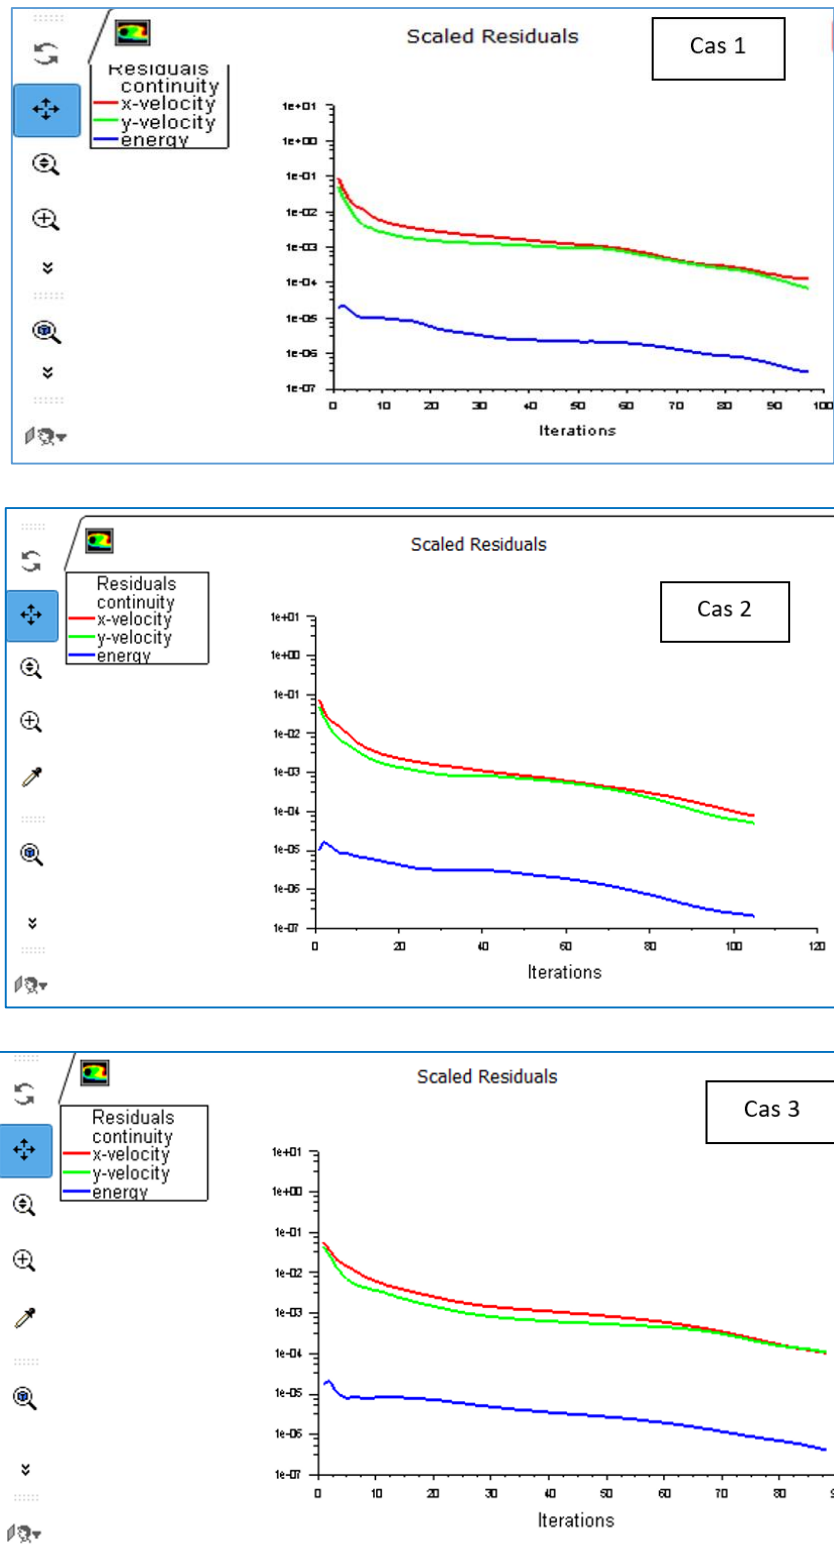 Scaled Residuals
Cas 1
Residuals
continuity
x-velocity
y-velocity
energy
1e+01
1e+00
1e-01
1e-02
1e-03
1e-04
1e-05
1e-06
1e-07
0 10 20 30 40 50 60 70 80 90 100
Iterations
Scaled Residuals
Cas 2
Residuals
continuity
x-velocity
y-velocity
energy
1e+01
1e+00
1e-01
1e-02
1e-03
1e-04
1e-05
1e-06
1e-07
0 20 40 60 80 100 120
Iterations
Scaled Residuals
Cas 3
Residuals
continuity
x-velocity
y-velocity
energy
1e+01
1e+00
1e-01
1e-02
1e-03
1e-04
1e-05
1e-06
1e-07
0 10 20 30 40 50 60 70 80 9
Iterations